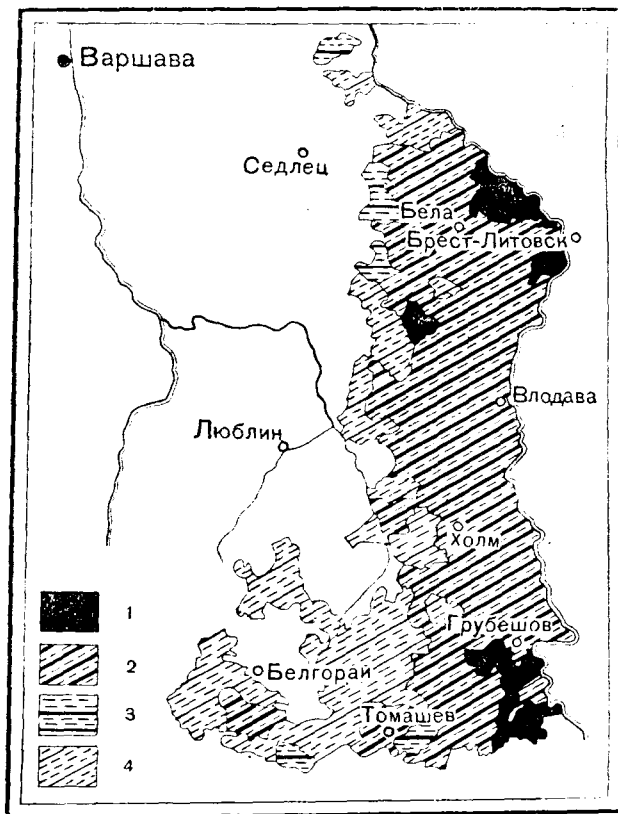 Варшава
Седлец
Бела
Брест-Литовск
Влодава
Люблин
Холм
Грубешов
Белгорай
Томашев
1
2
3
4